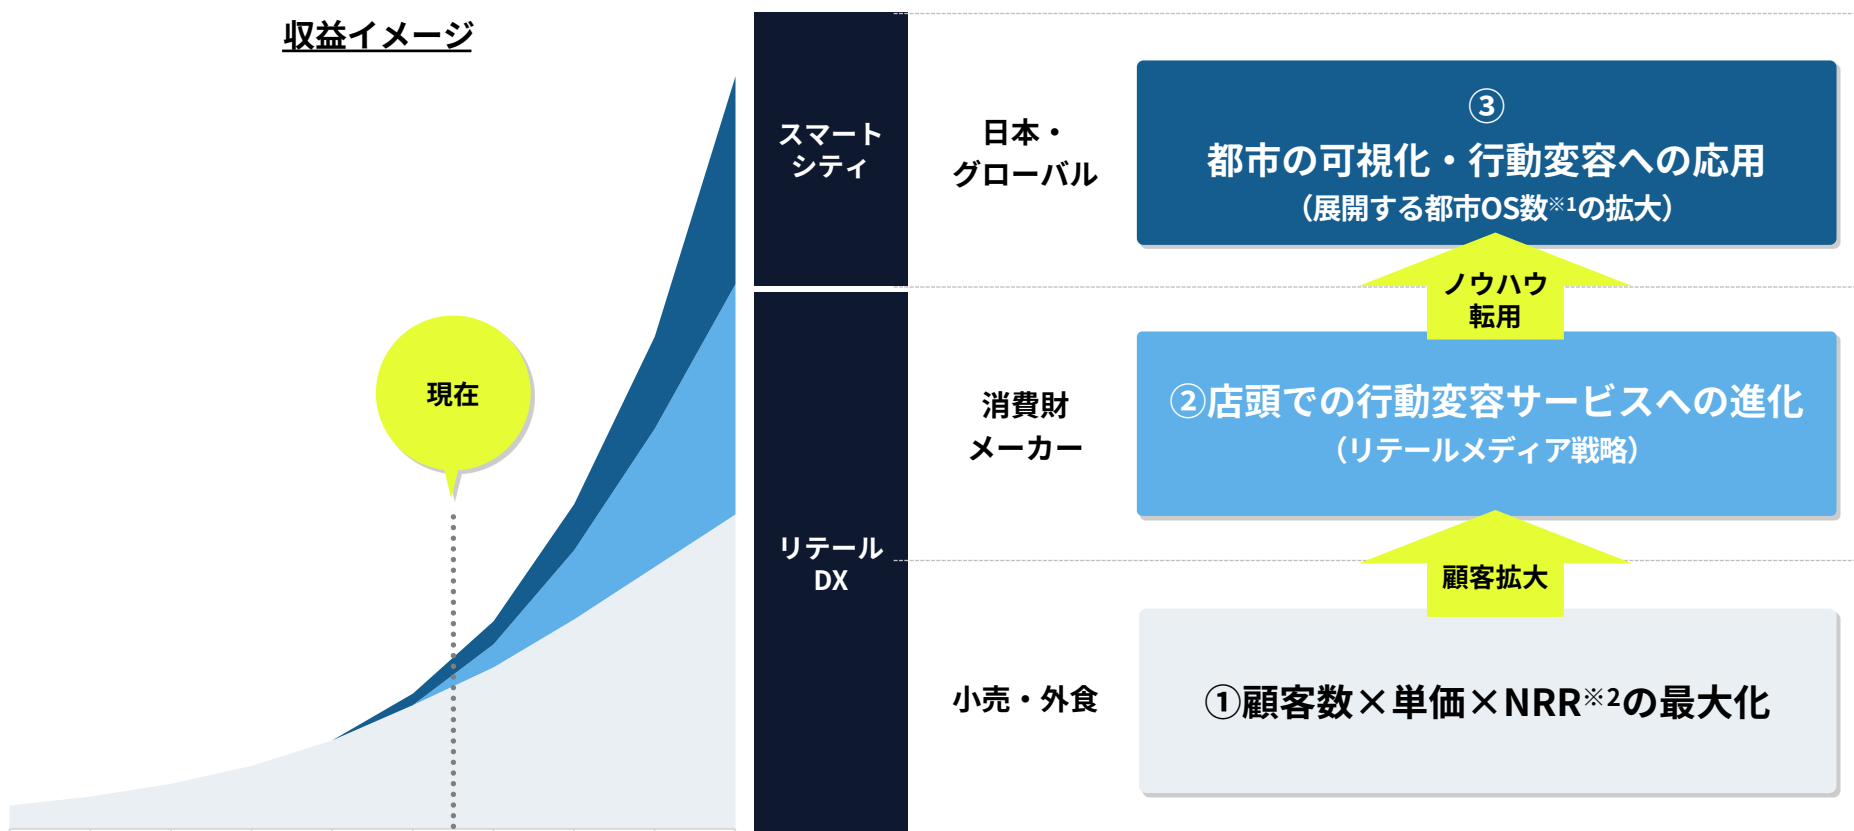 収益イメージ
現在
スマート
シティ
日本・
グローバル
③
都市の可視化・行動変容への応用
（展開する都市OS数※1の拡大）
ノウハウ
転用
リテール
DX
消費財
メーカー
②店頭での行動変容サービスへの進化
（リテールメディア戦略）
顧客拡大
小売・外食
①顧客数×単価×NRR※2の最大化